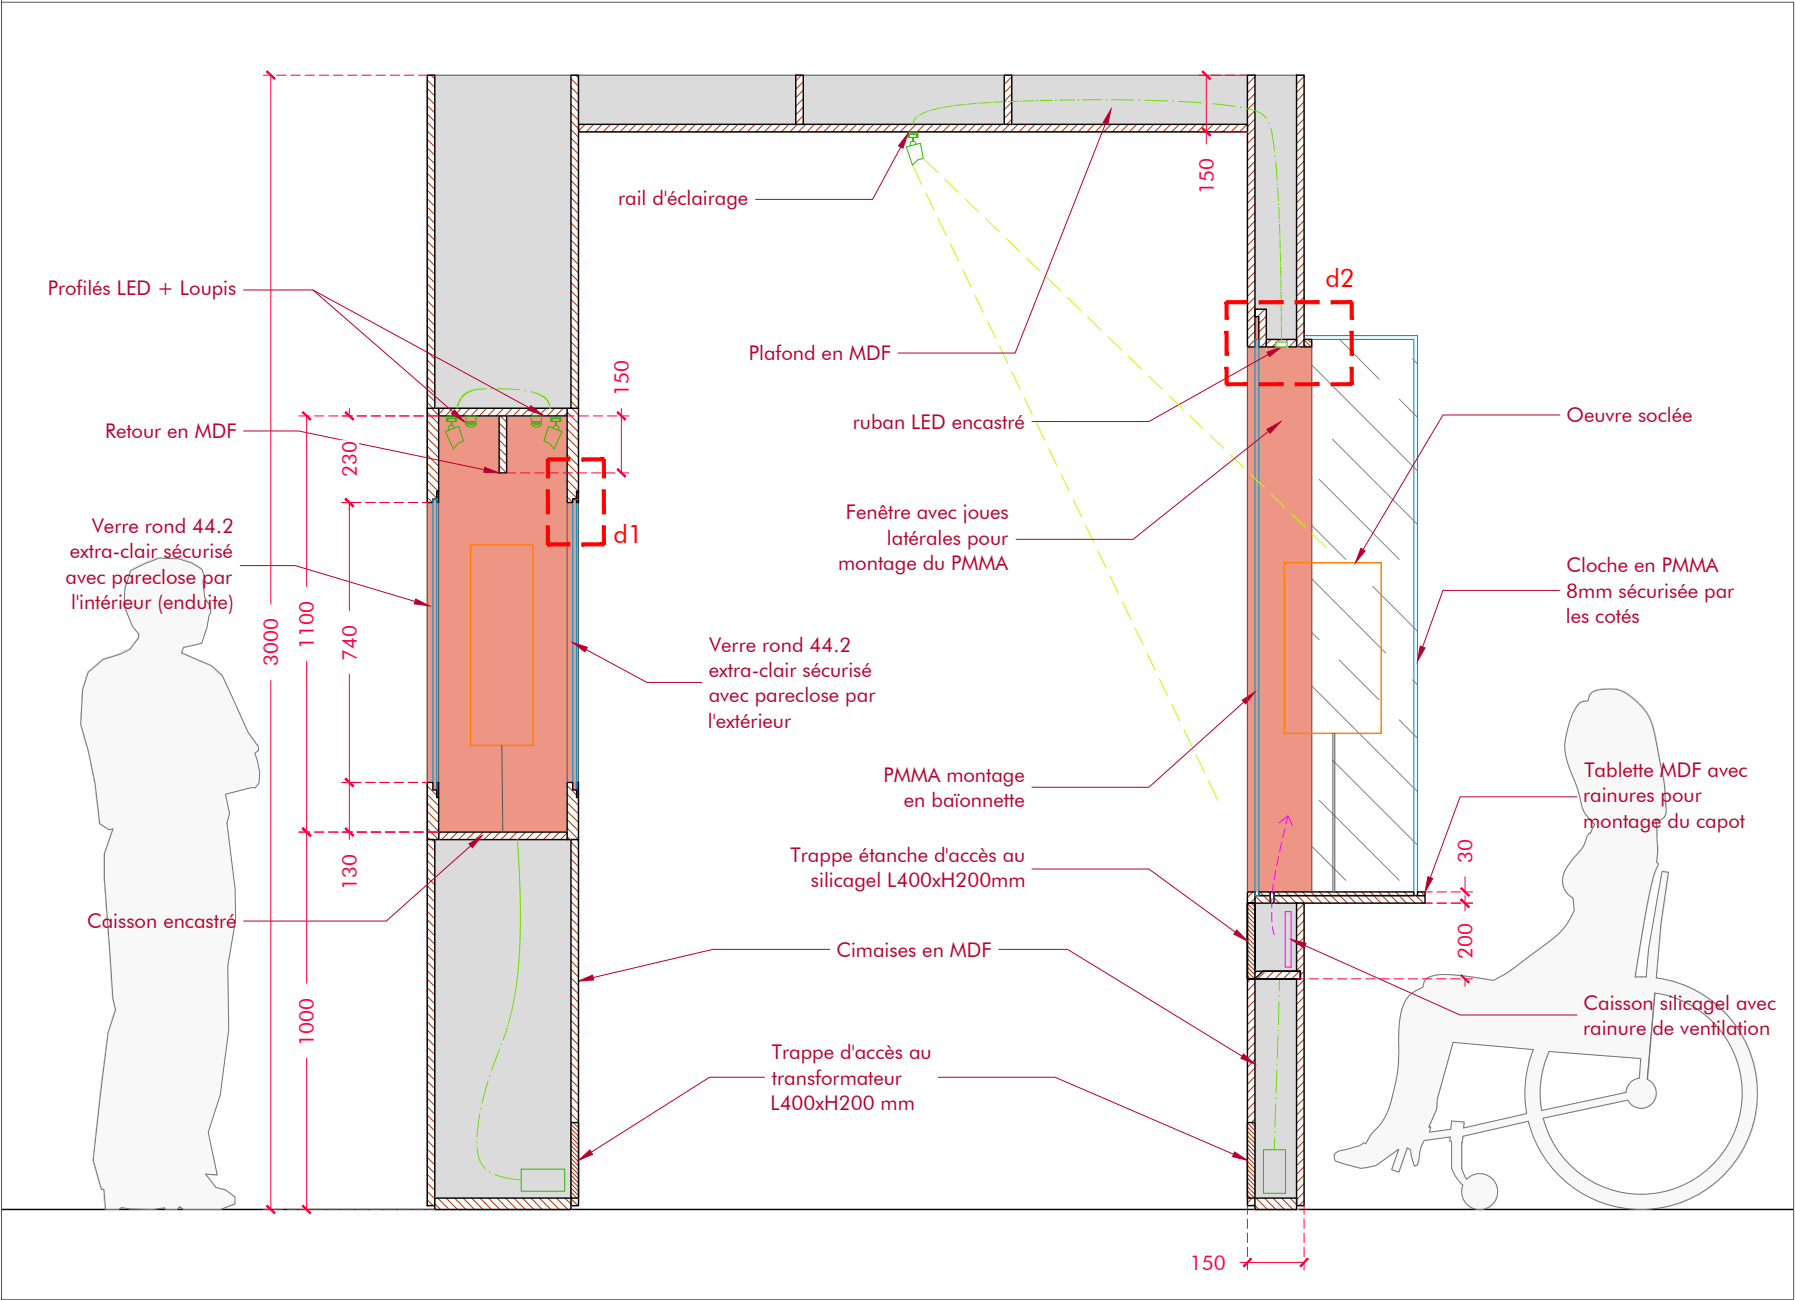 150
rail d'éclairage
d2
Profilés LED + Loupis
Plafond en MDF
150
ruban LED encastré
Oeuvre soclée
Retour en MDF
230
Verre rond 44.2
extra-clair sécurisé
avec pareclose par
l'intérieur (enduite)
d1
Fenêtre avec joues
latérales pour
montage du PMMA
Cloche en PMMA
8mm sécurisée par
les cotés
3000
1100
740
Verre rond 44.2
extra-clair sécurisé
avec pareclose par
l'extérieur
PMMA montage
en baïonnette
Tablette MDF avec
rainures pour
montage du capot
130
Trappe étanche d'accès au
silicagel L400xH200mm
30
Caisson encastré
Cimaises en MDF
200
1000
Caisson silicagel avec
rainure de ventilation
Trappe d'accès au
transformateur
L400xH200 mm
150